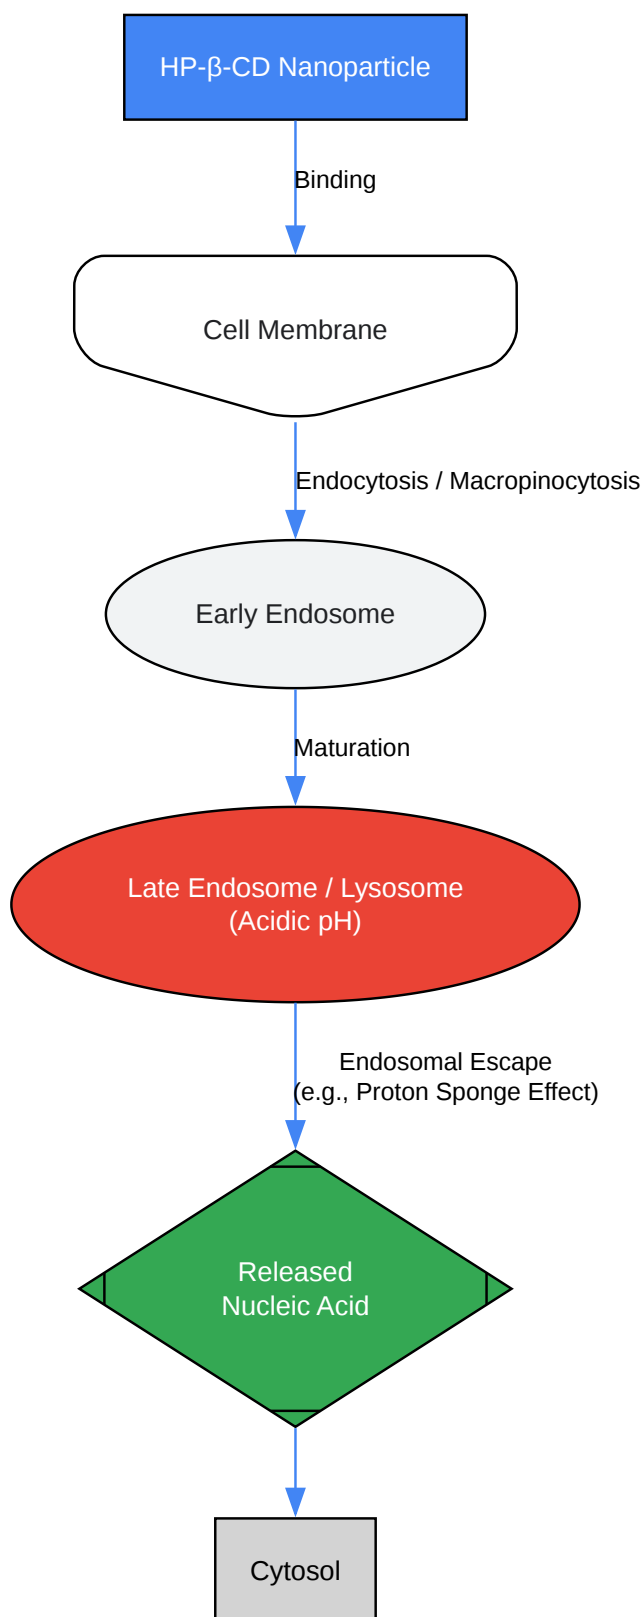 HP-β-CD Nanoparticle
Binding
Cell Membrane
Endocytosis / Macropinocytosis
Early Endosome
Maturation
Late Endosome / Lysosome
(Acidic pH)
Endosomal Escape
(e.g., Proton Sponge Effect)
Released
Nucleic Acid
Cytosol